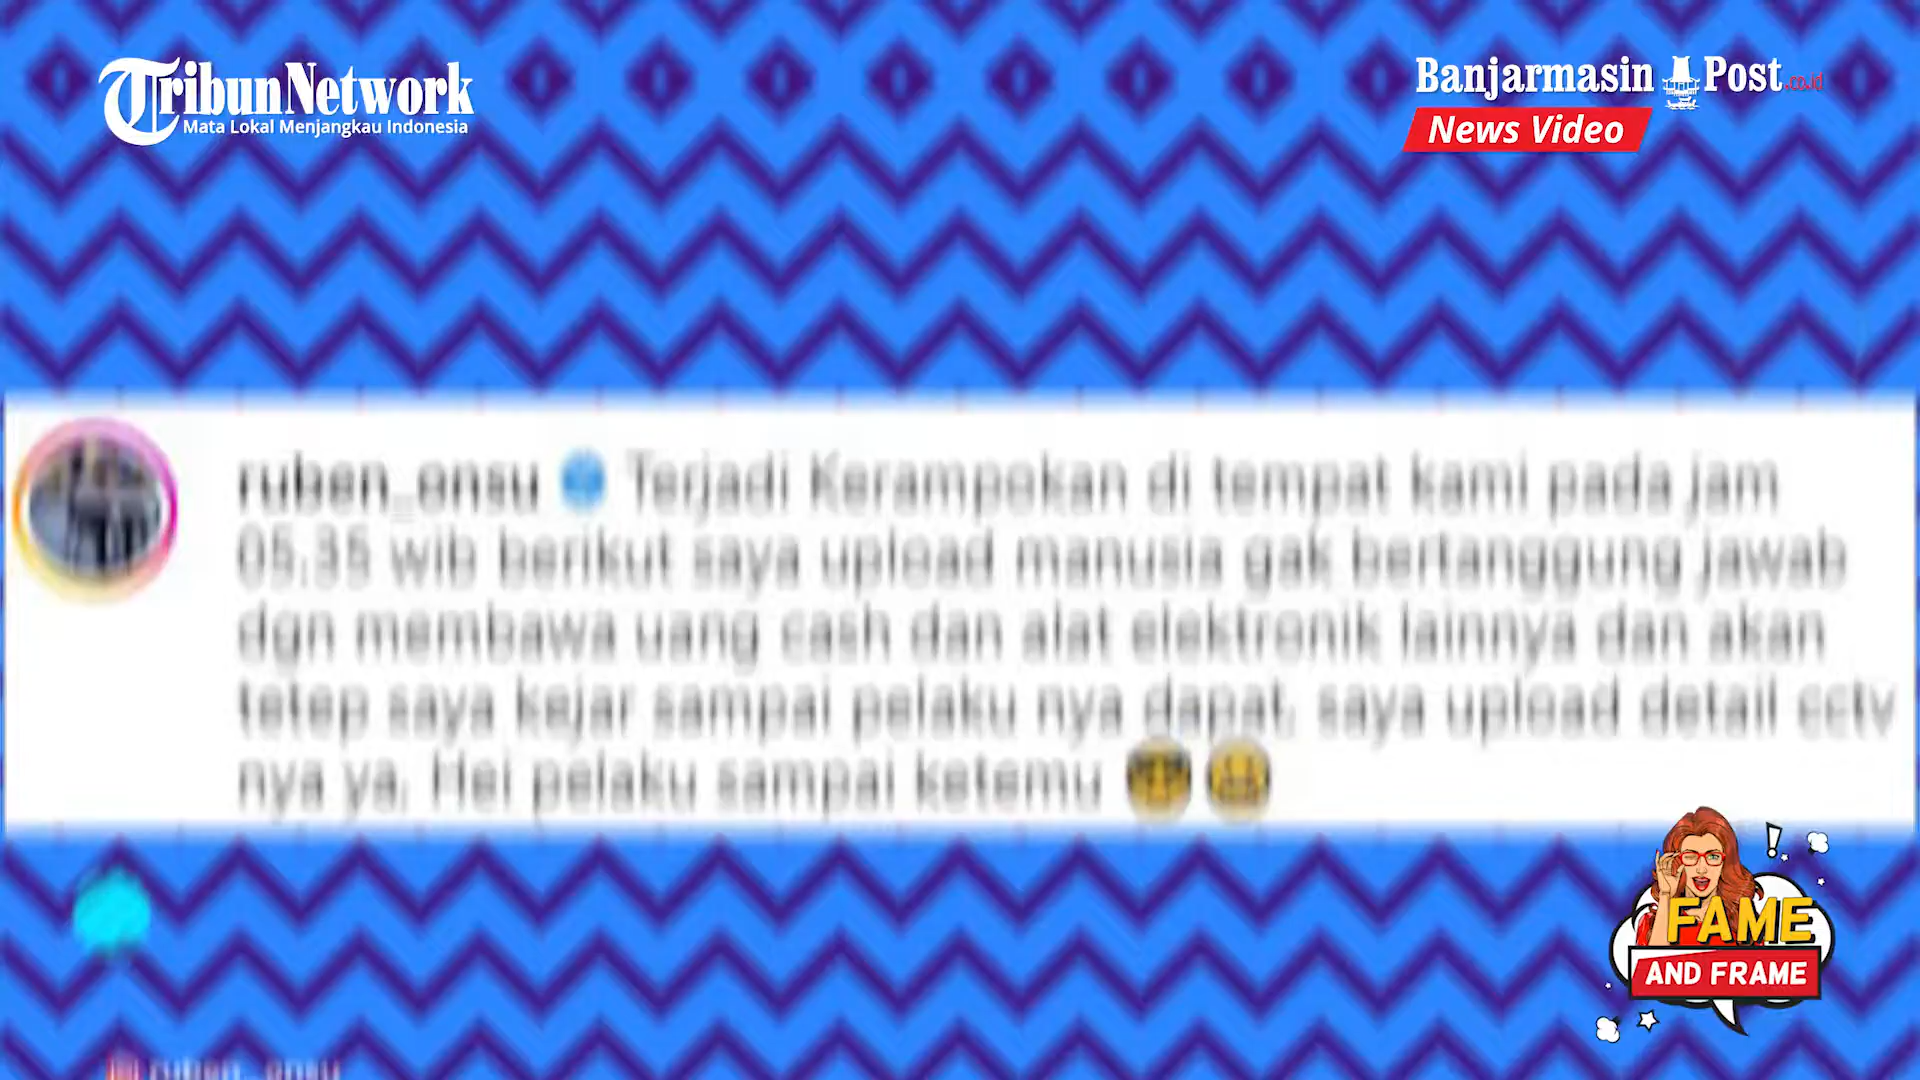 TribunNetwork
Mata Lokal Menjangkau Indonesia
Banjarmasin Post.co.id
News Video
ruben_onsu Terjadi Kerampokan di tempat kami pada jam
05.35 wib berikut saya upload manusia gak bertanggung jawab
dgn membawa uang cash dan alat elektronik lainnya dan akan
tetep saya kejar sampai pelaku nya dapat, saya upload detail cctv
nya ya, Hei pelaku sampai ketemu
FAME
AND FRAME
ruben_onsu